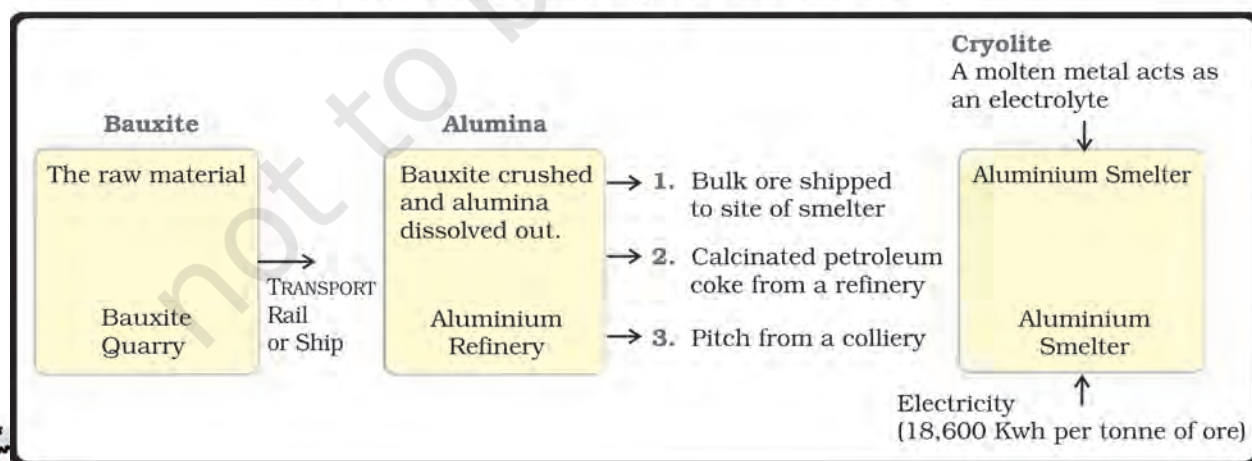 Bauxite
The raw material
Bauxite
Quarry
TRANSPORT
Rail
or Ship
Alumina
Bauxite crushed
and alumina
dissolved out.
Aluminium
Refinery
1. Bulk ore shipped
to site of smelter
2. Calcinated petroleum
coke from a refinery
3. Pitch from a colliery
Cryolite
A molten metal acts as
an electrolyte
Aluminium Smelter
Aluminium
Smelter
Electricity
(18,600 Kwh per tonne of ore)
not to b